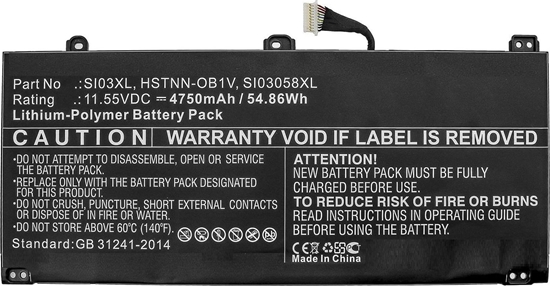 Part No :SI03XL, HSTNN-OB1V, SI03058XL
Rating :11.55VDC ⎓ 4750mAh / 54.86Wh
Lithium-Polymer Battery Pack
CAUTION WARRANTY VOID IF LABEL IS REMOVED
•DO NOT ATTEMPT TO DISASSEMBLE, OPEN OR SERVICE
THE BATTERY PACK.
•REPLACE ONLY WITH THE BATTERY PACK DESIGNATED
FOR THIS PRODUCT.
•DO NOT CRUSH, PUNCTURE, SHORT EXTERNAL CONTACTS
OR DISPOSE OF IN FIRE OR WATER.
•DO NOT STORE ABOVE 60°C (140°F).
Standard:GB 31241-2014
ATTENTION!
NEW BATTERY PACK MUST BE FULLY
CHARGED BEFORE USE.
TO REDUCE RISK OF FIRE OR BURNS
READ INSTRUCTIONS IN OPERATING GUIDE
BEFORE USING THE BATTERY.
CE
Made In China